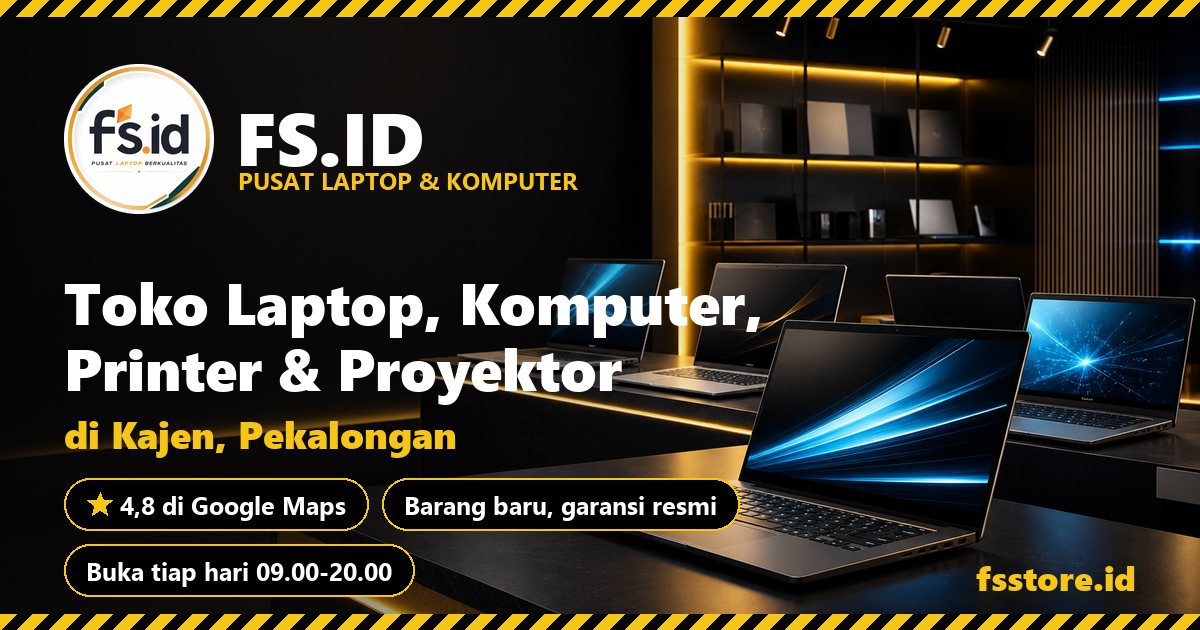 fs.id
PUSAT LAPTOP BERKUALITAS
FS.ID
PUSAT LAPTOP & KOMPUTER
Toko Laptop, Komputer,
Printer & Proyektor
di Kajen, Pekalongan
4,8 di Google Maps
Barang baru, garansi resmi
Buka tiap hari 09.00-20.00
fsstore.id